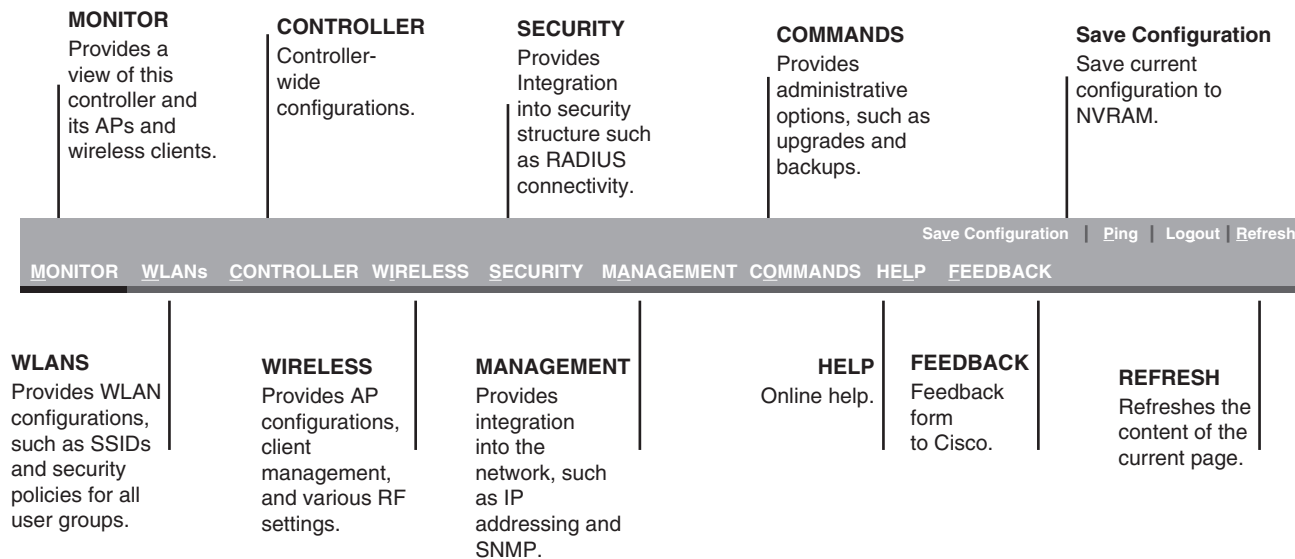 MONITOR
Provides a
view of this
controller and
its APs and
wireless clients.
CONTROLLER
Controller-
wide
configurations.
SECURITY
Provides
Integration
into security
structure such
as RADIUS
connectivity.
COMMANDS
Provides
administrative
options, such as
upgrades and
backups.
Save Configuration
Save current
configuration to
NVRAM.
Save Configuration | Ping | Logout | Refresh
MONITOR WLANs CONTROLLER WIRELESS SECURITY MANAGEMENT COMMANDS HELP FEEDBACK
WLANS
Provides WLAN
configurations,
such as SSIDs
and security
policies for all
user groups.
WIRELESS
Provides AP
configurations,
client
management,
and various RF
settings.
MANAGEMENT
Provides
integration
into the
network, such
as IP
addressing and
SNMP.
HELP
Online help.
FEEDBACK
Feedback
form
to Cisco.
REFRESH
Refreshes the
content of the
current page.